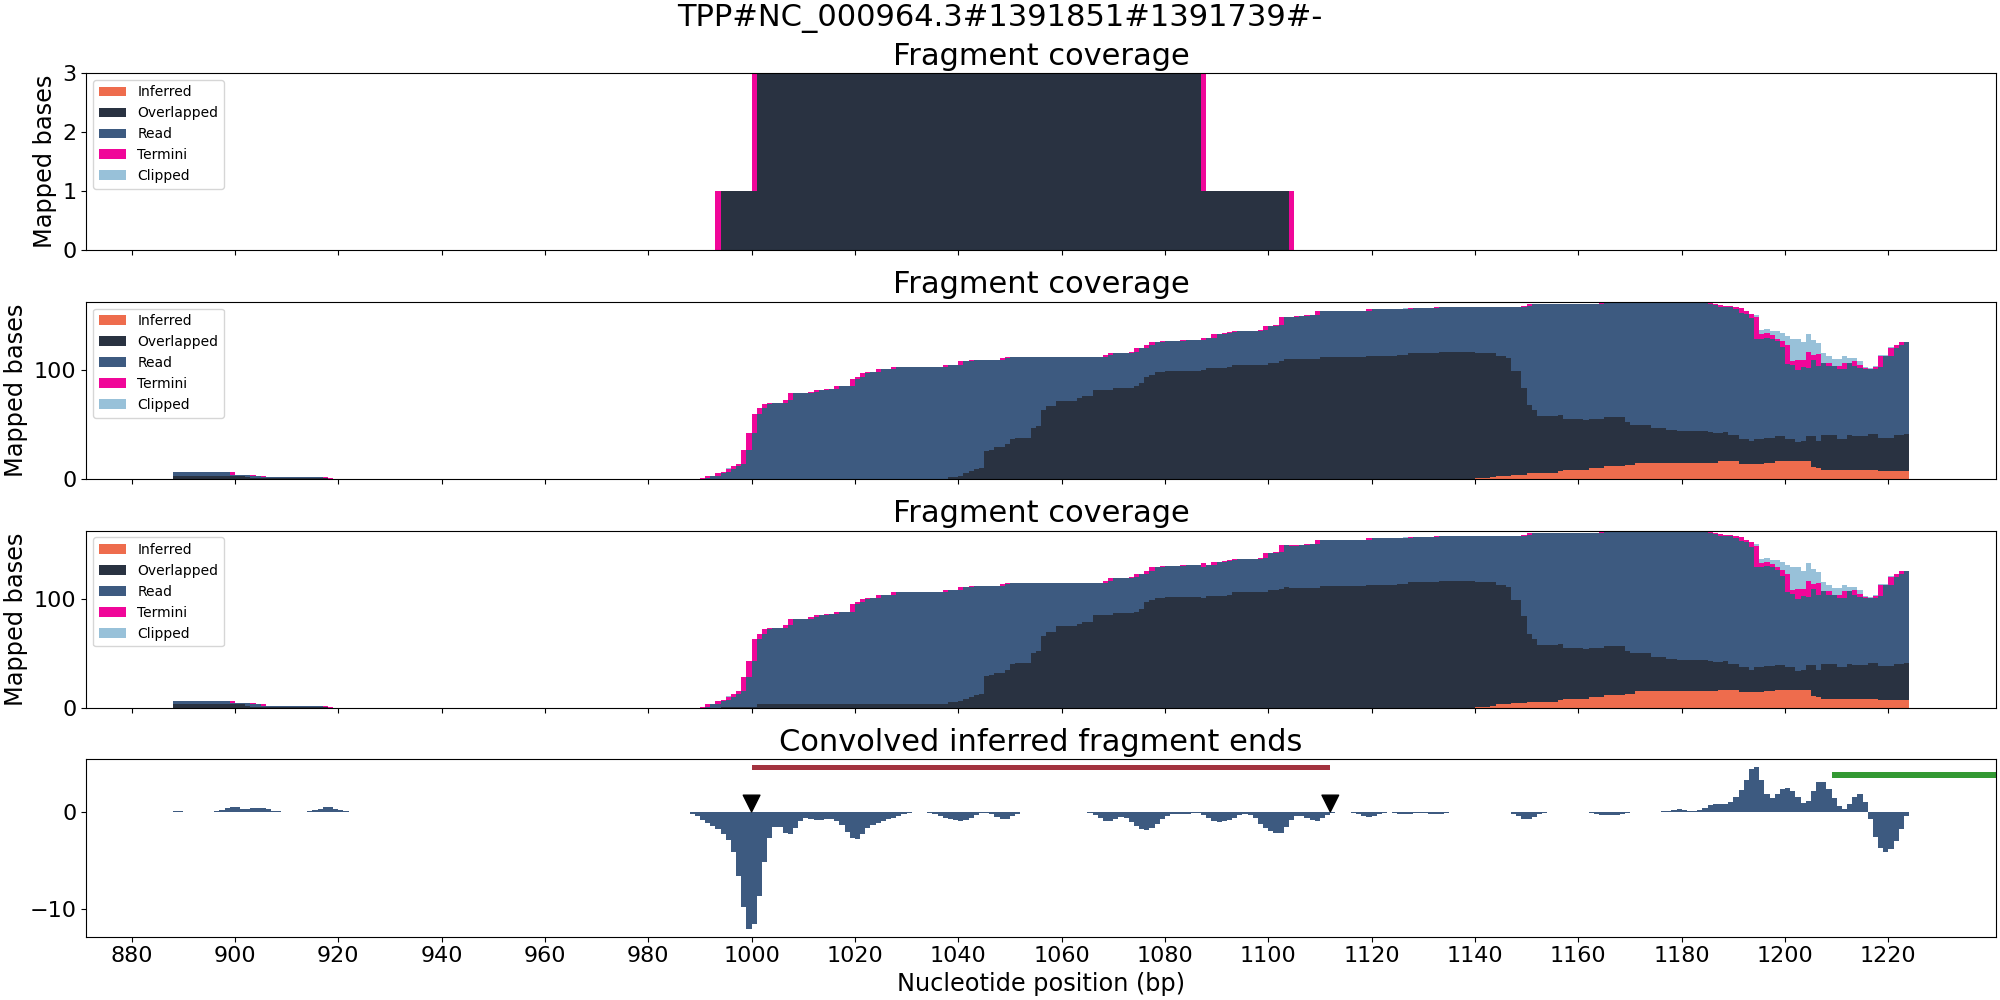 TPP#NC_000964.3#1391851#1391739#-
Fragment coverage
Mapped bases
3
2
1
0
Inferred
Overlapped
Read
Termini
Clipped
Fragment coverage
Mapped bases
100
0
Inferred
Overlapped
Read
Termini
Clipped
Fragment coverage
Mapped bases
100
0
Inferred
Overlapped
Read
Termini
Clipped
Convolved inferred fragment ends
0
−10
880 900 920 940 960 980 1000 1020 1040 1060 1080 1100 1120 1140 1160 1180 1200 1220
Nucleotide position (bp)